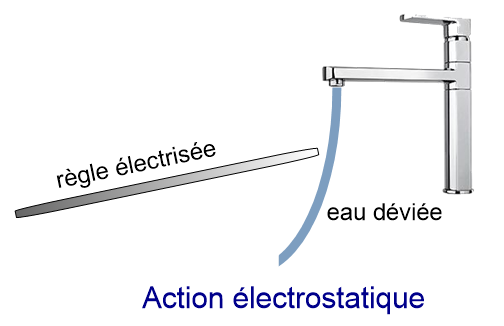 règle électrisée
eau déviée
Action électrostatique